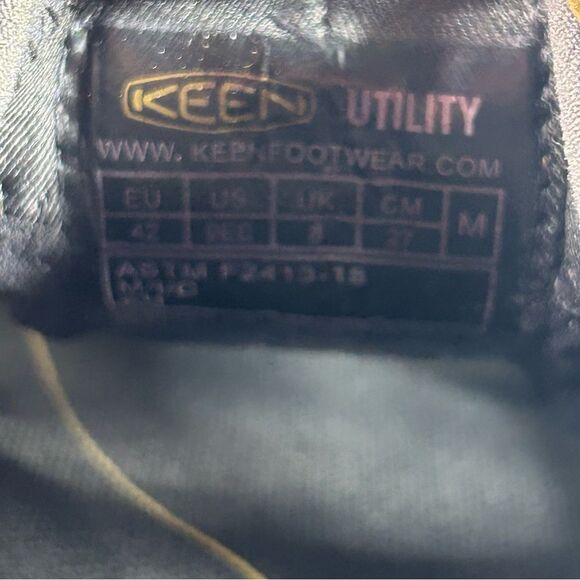 KEEN UTILITY
WWW. KEENFOOTWEAR.COM
EU US UK CM M
42 8 27
ASTM F2413-18